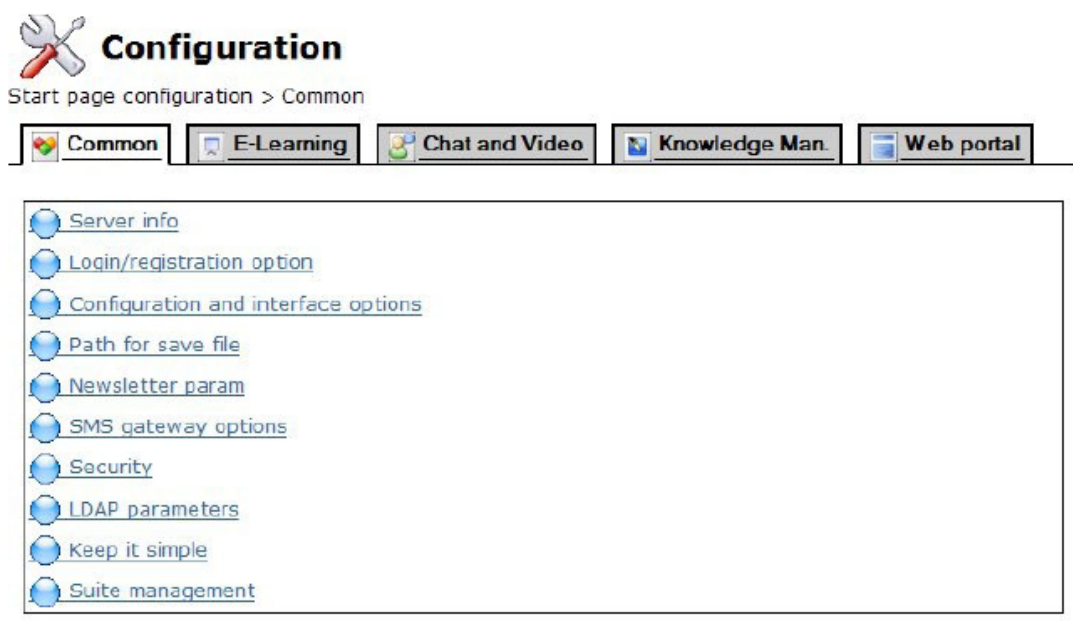 Configuration
Start page configuration > Common
Common E-Learning Chat and Video Knowledge Man. Web portal
Server info
Login/registration option
Configuration and interface options
Path for save file
Newsletter param
SMS gateway options
Security
LDAP parameters
Keep it simple
Suite management